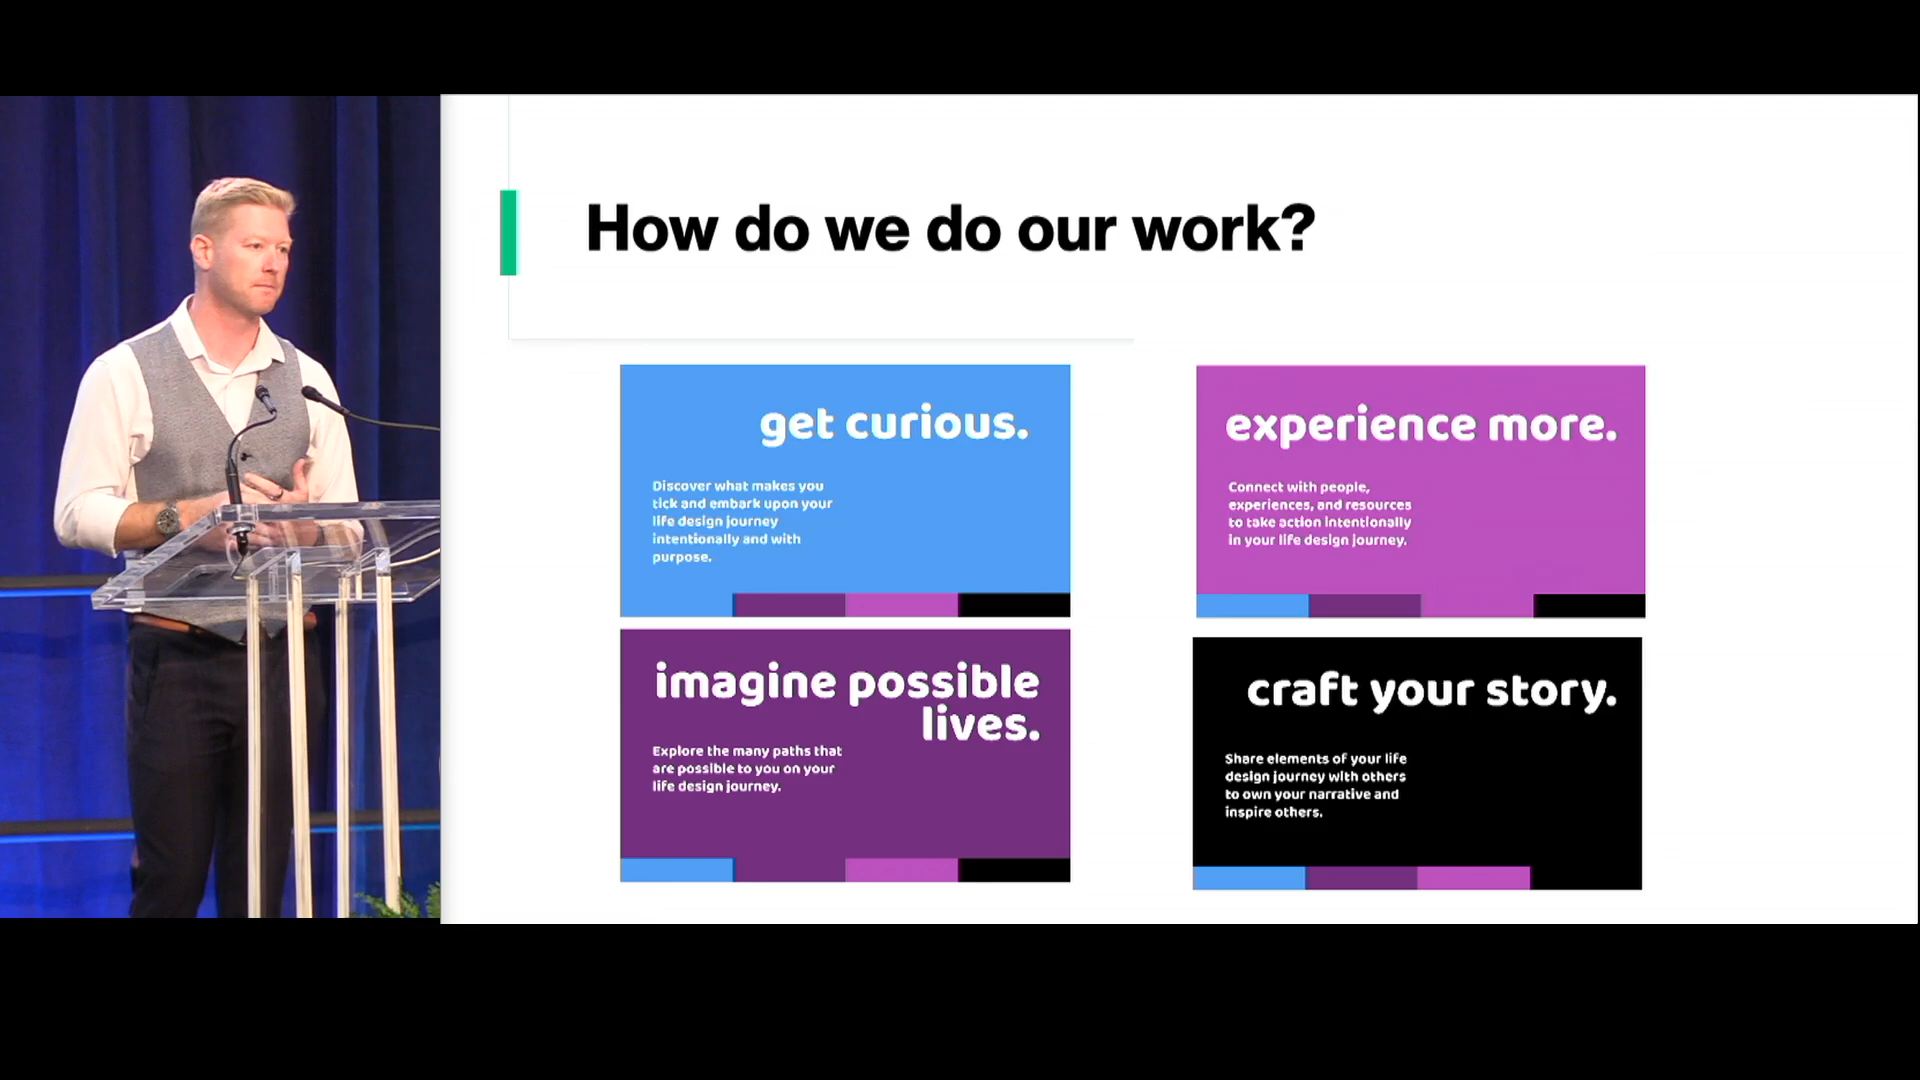 How do we do our work?
get curious.
Discover what makes you
tick and embark upon your
life design journey
intentionally and with
purpose.
experience more.
Connect with people,
experiences, and resources
to take action intentionally
in your life design journey.
imagine possible
lives.
Explore the many paths that
are possible to you on your
life design journey.
craft your story.
Share elements of your life
design journey with others
to own your narrative and
inspire others.